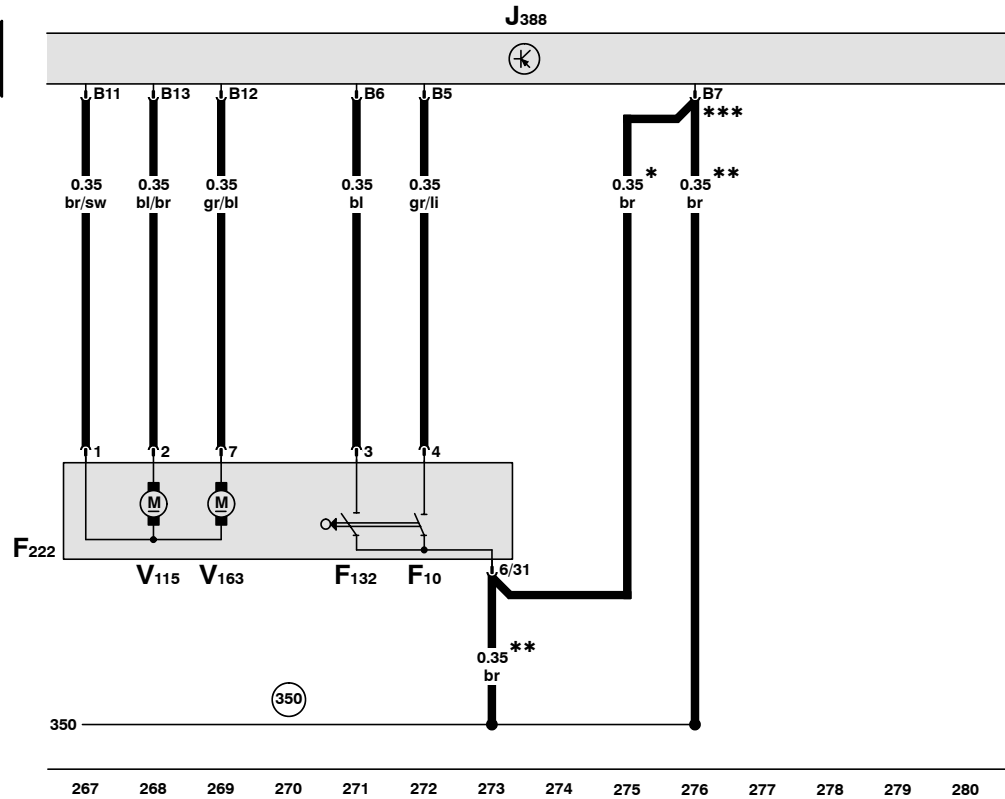 J388
B11 B13 B12 B6 B5 B7
***
0.35 0.35 0.35 0.35 0.35 0.35 * 0.35 **
br/sw bl/br gr/bl bl gr/li br br
1 2 7 3 4
M M
F222
V115 V163 F132 F10
6/31
0.35 **
br
350
350
267 268 269 270 271 272 273 274 275 276 277 278 279 280